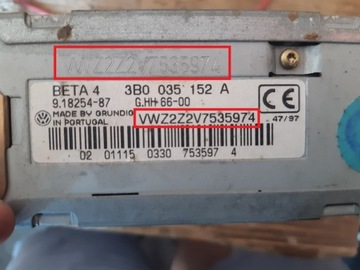 VWZ2Z2V7535974
BETA 4 3B0 035 152 A
9.18254-87 G.HH 66-00
MADE BY GRUNDIG VWZ2Z2V7535974 47/97
IN PORTUGAL
02 01115 0330 753597 4